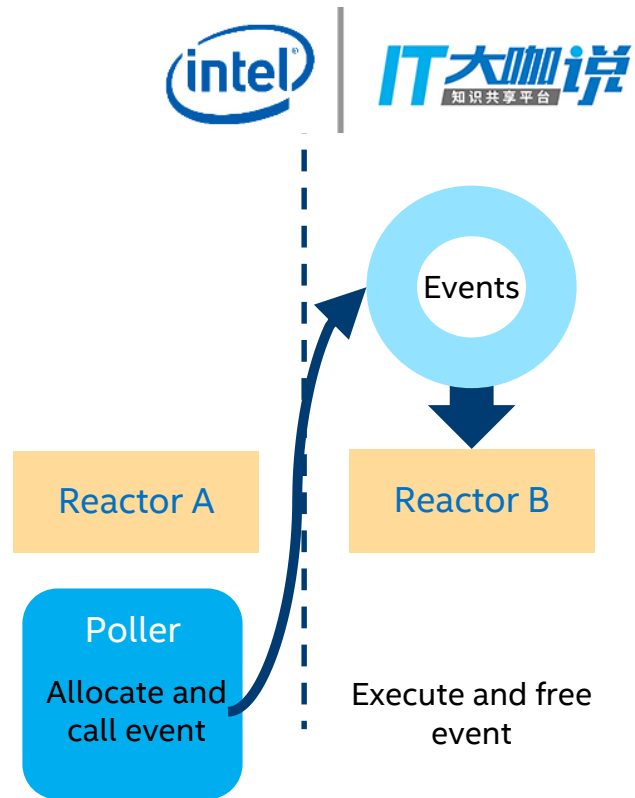 intel
IT大咖说
知识共享平台
Events
Reactor A
Reactor B
Poller
Allocate and
call event
Execute and free
event